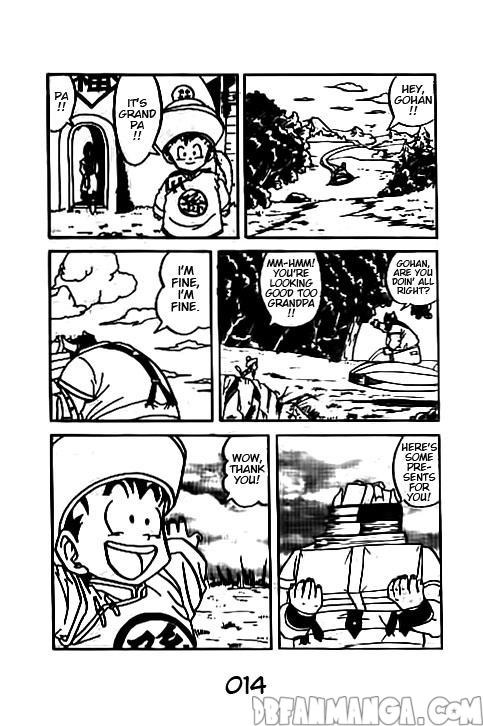 HEY,
GOHAN
!!
IT'S
GRAND
PA
!!
PA
!!
GOHAN,
ARE YOU
DOIN' ALL
RIGHT?
MM-HMM!
YOU'RE
LOOKING
GOOD TOO
GRANDPA
!!
I'M
FINE,
I'M
FINE.
HERE'S
SOME
PRE-
SENTS
FOR
YOU!
WOW,
THANK
YOU!
014
DBFANMANGA.COM